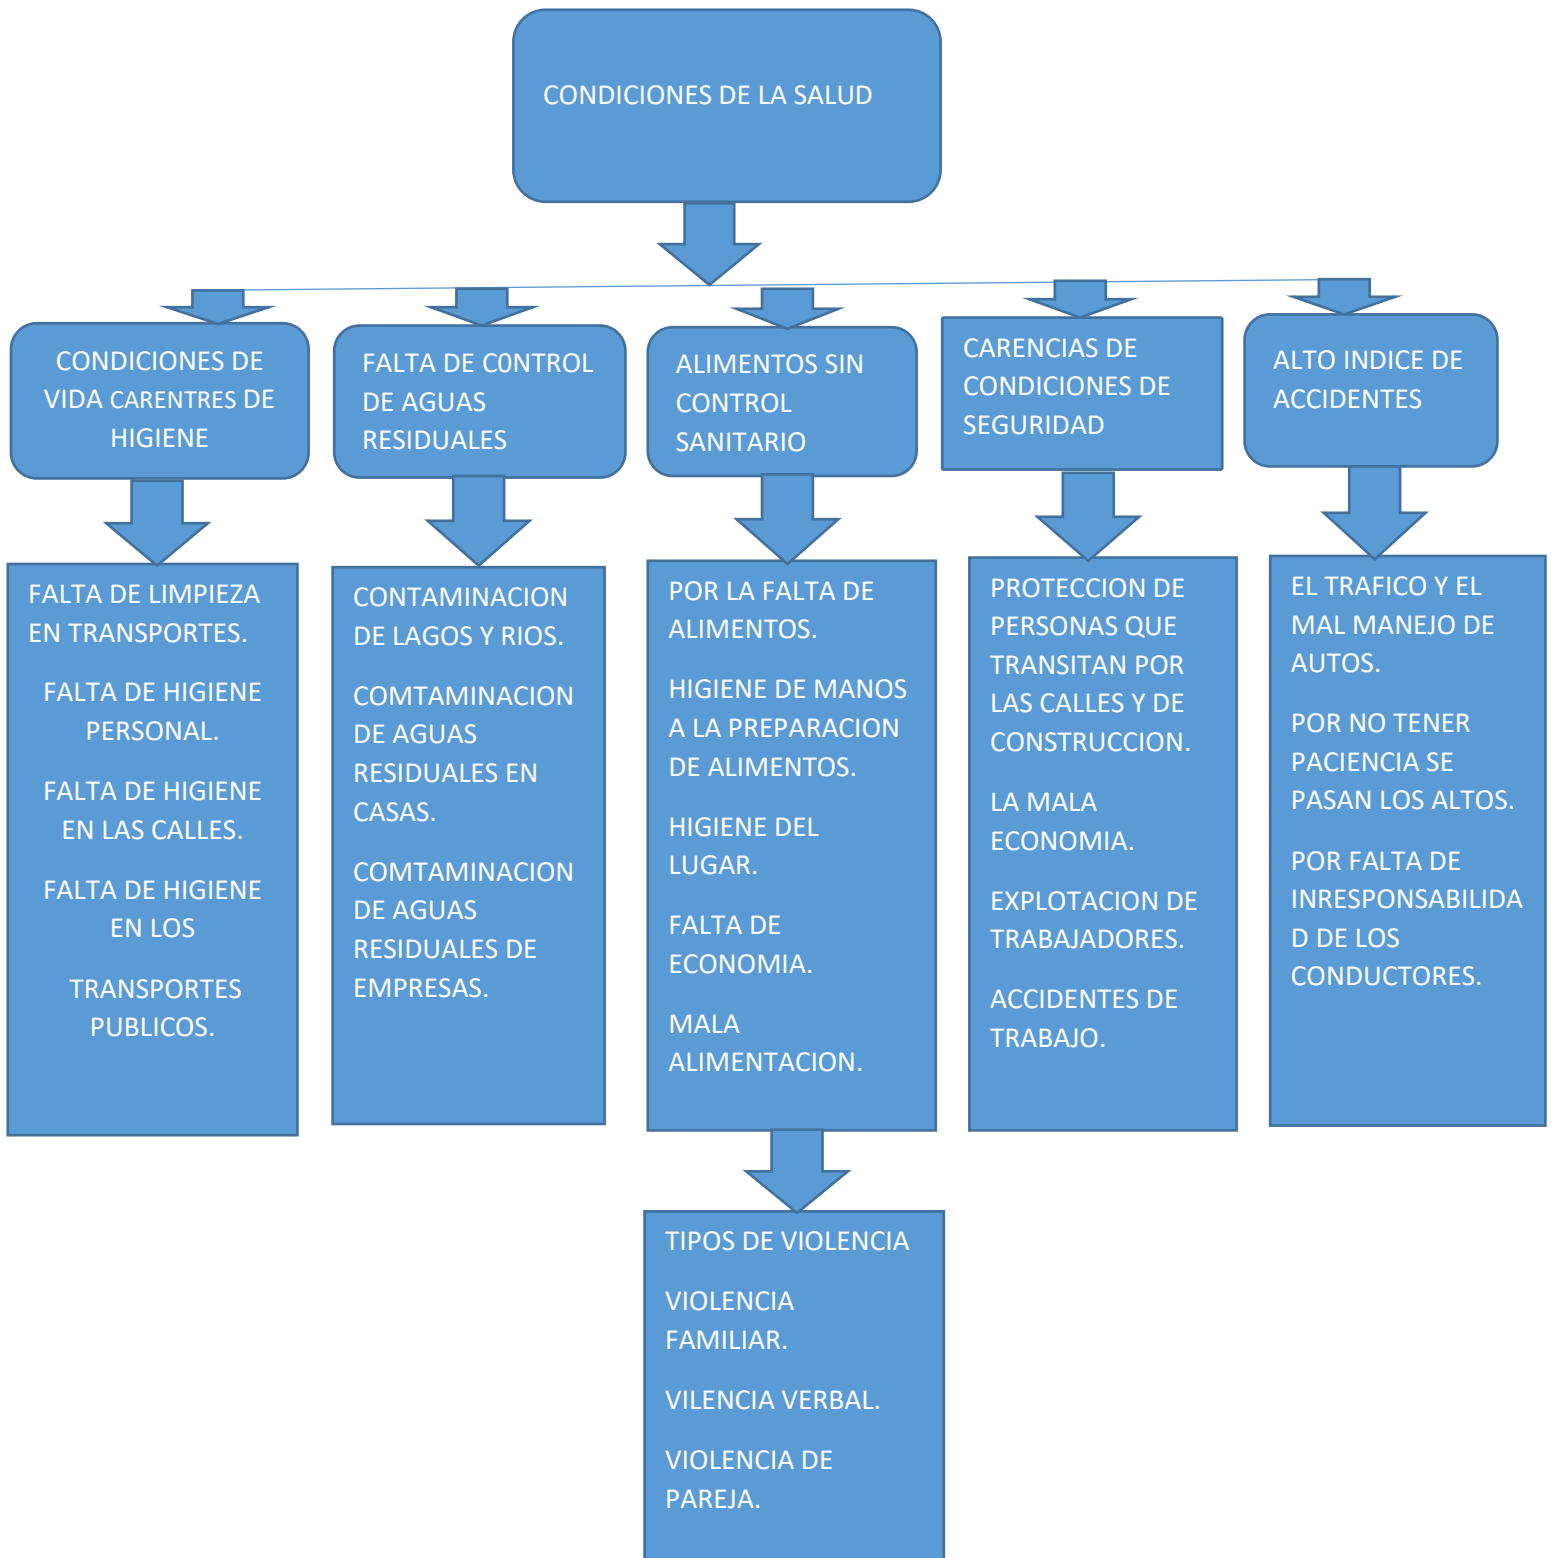 CONDICIONES DE LA SALUD
CONDICIONES DE
VIDA CARENTRES DE
HIGIENE
FALTA DE C0NTROL
DE AGUAS
RESIDUALES
ALIMENTOS SIN
CONTROL
SANITARIO
CARENCIAS DE
CONDICIONES DE
SEGURIDAD
ALTO INDICE DE
ACCIDENTES
FALTA DE LIMPIEZA
EN TRANSPORTES.
FALTA DE HIGIENE
PERSONAL.
FALTA DE HIGIENE
EN LAS CALLES.
FALTA DE HIGIENE
EN LOS
TRANSPORTES
PUBLICOS.
CONTAMINACION
DE LAGOS Y RIOS.
COMTAMINACION
DE AGUAS
RESIDUALES EN
CASAS.
COMTAMINACION
DE AGUAS
RESIDUALES DE
EMPRESAS.
POR LA FALTA DE
ALIMENTOS.
HIGIENE DE MANOS
A LA PREPARACION
DE ALIMENTOS.
HIGIENE DEL
LUGAR.
FALTA DE
ECONOMIA.
MALA
ALIMENTACION.
PROTECCION DE
PERSONAS QUE
TRANSITAN POR
LAS CALLES Y DE
CONSTRUCCION.
LA MALA
ECONOMIA.
EXPLOTACION DE
TRABAJADORES.
ACCIDENTES DE
TRABAJO.
EL TRAFICO Y EL
MAL MANEJO DE
AUTOS.
POR NO TENER
PACIENCIA SE
PASAN LOS ALTOS.
POR FALTA DE
INRESPONSABILIDA
D DE LOS
CONDUCTORES.
TIPOS DE VIOLENCIA
VIOLENCIA
FAMILIAR.
VILENCIA VERBAL.
VIOLENCIA DE
PAREJA.